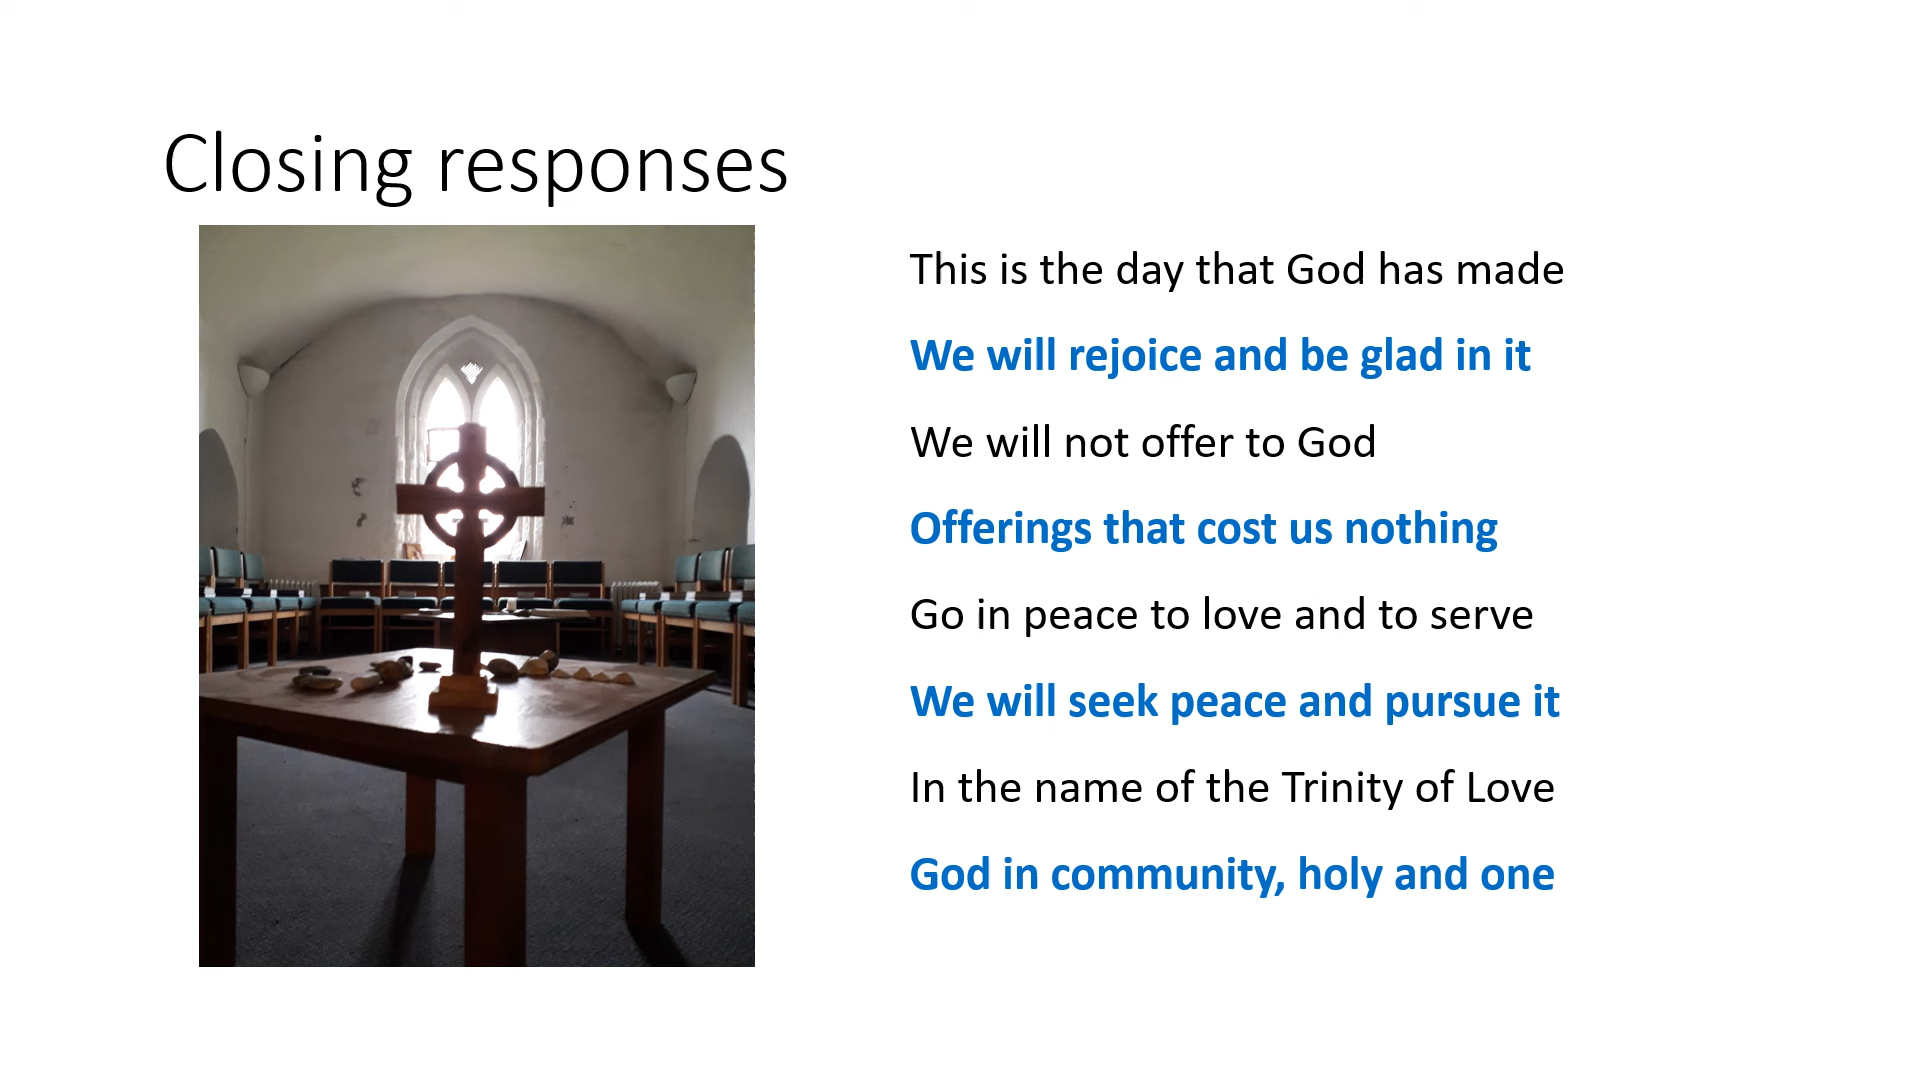 Closing responses
This is the day that God has made
We will rejoice and be glad in it
We will not offer to God
Offerings that cost us nothing
Go in peace to love and to serve
We will seek peace and pursue it
In the name of the Trinity of Love
God in community, holy and one